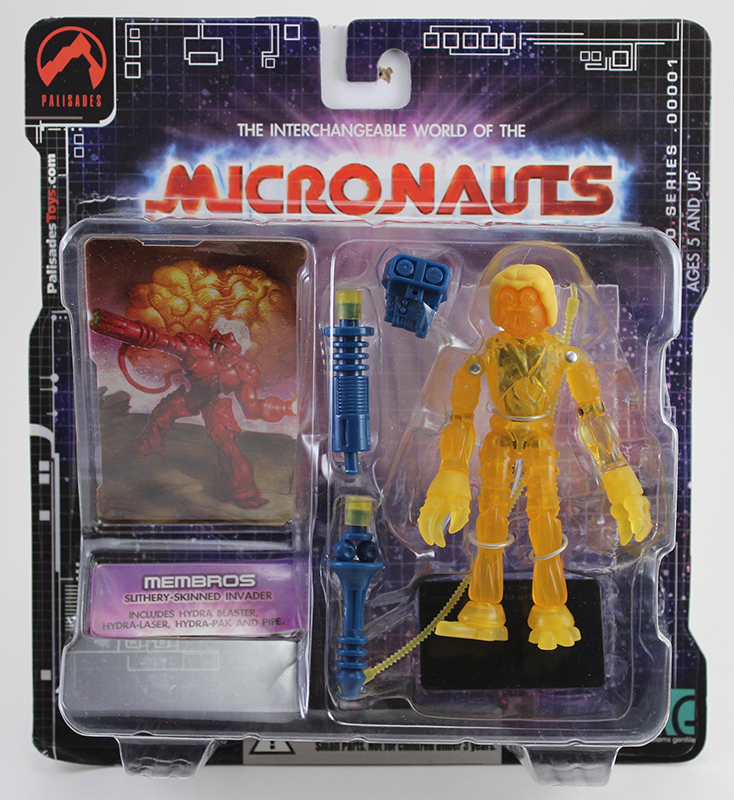 PALISADES
PalisadesToys.com
THE INTERCHANGEABLE WORLD OF THE
MICRONAUTS
SERIES .00001
AGES 5 AND UP
MEMBROS
SLITHERY-SKINNED INVADER
INCLUDES HYDRA BLASTER,
HYDRA-LASER, HYDRA-PAK AND PIPE.
Small Parts. Not for children under 3 years.